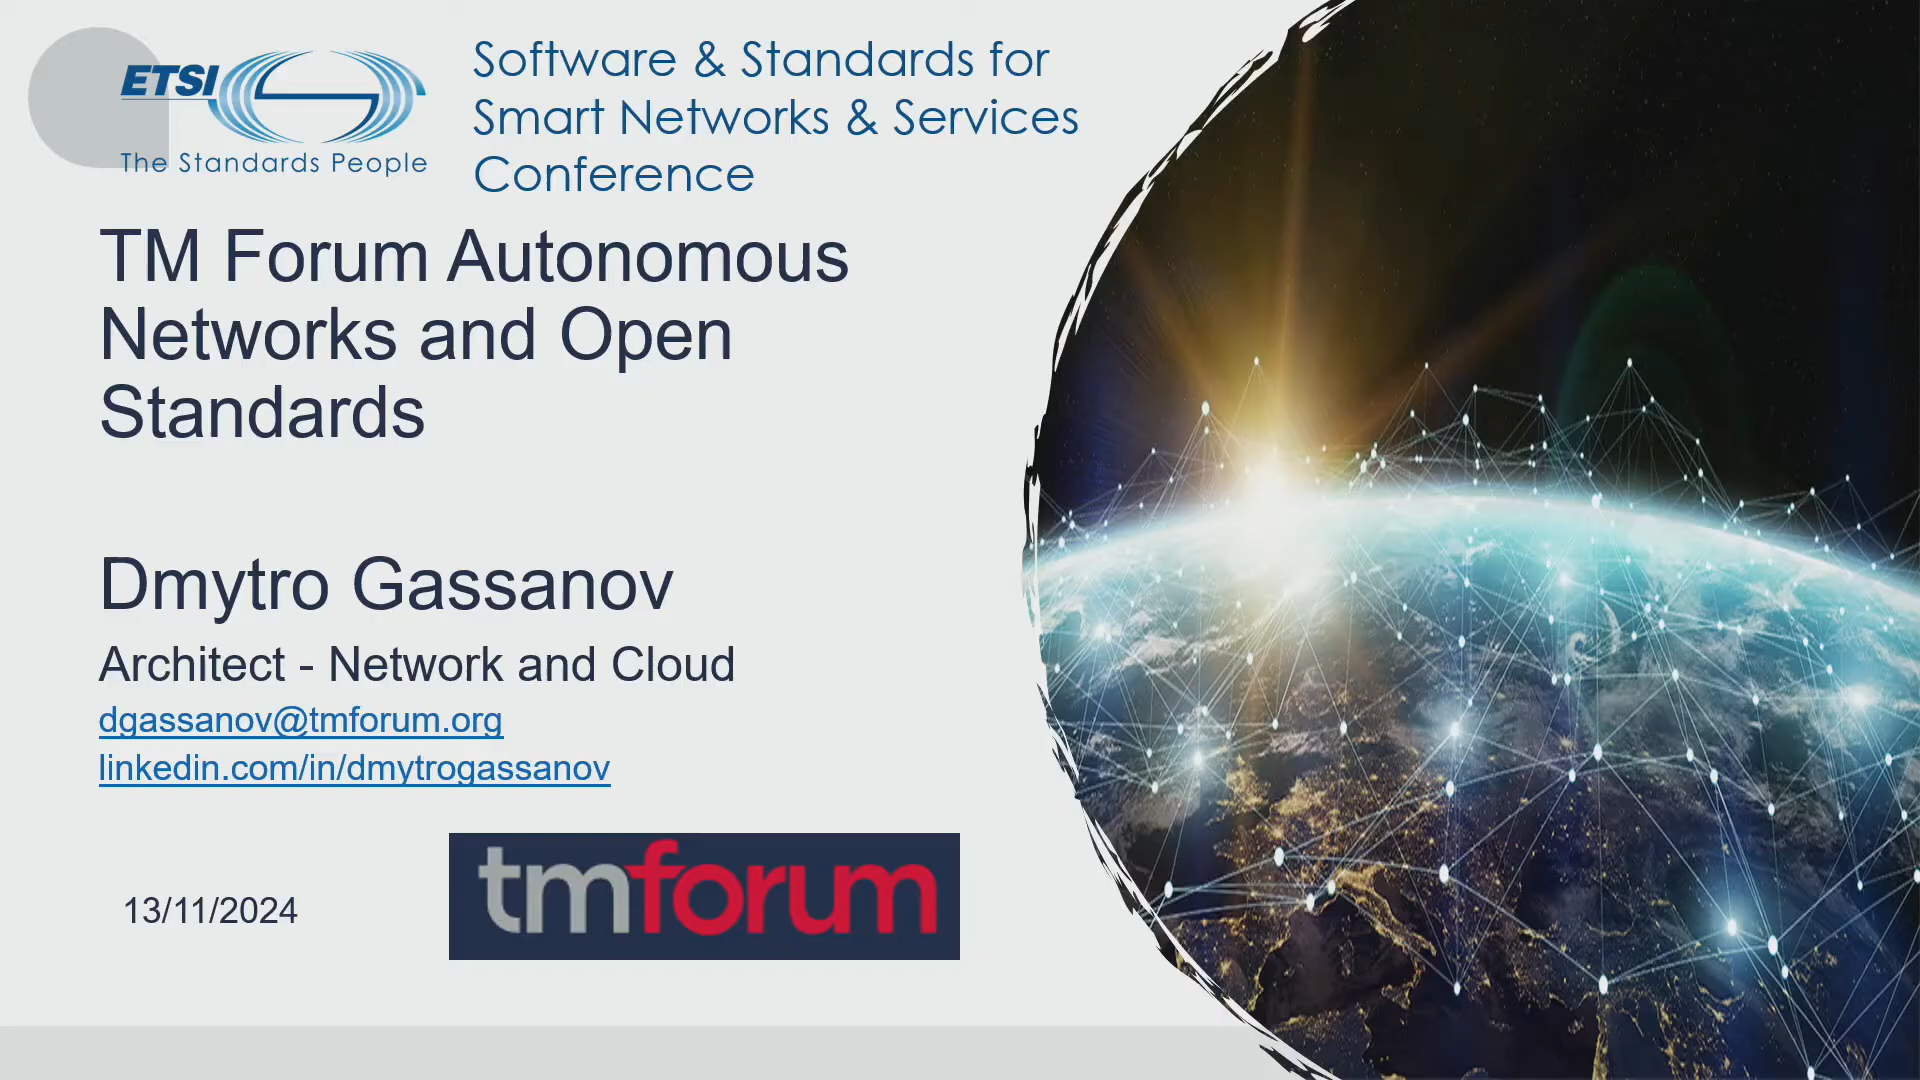 ETSI
The Standards People
Software & Standards for
Smart Networks & Services
Conference
TM Forum Autonomous
Networks and Open
Standards
Dmytro Gassanov
Architect - Network and Cloud
dgassanov@tmforum.org
linkedin.com/in/dmytrogassanov
13/11/2024
tmforum